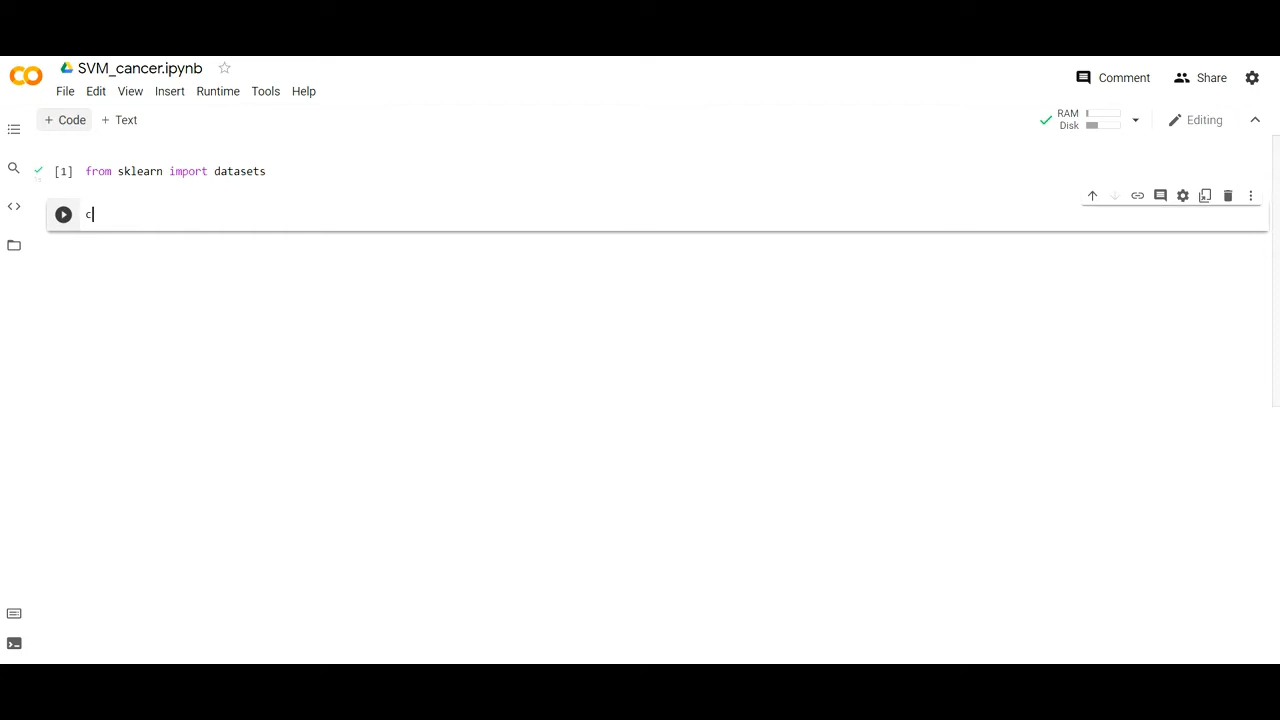 SVM_cancer.ipynb
File Edit View Insert Runtime Tools Help
Comment Share
+ Code + Text
RAM
Disk
Editing
[1] from sklearn import datasets
c